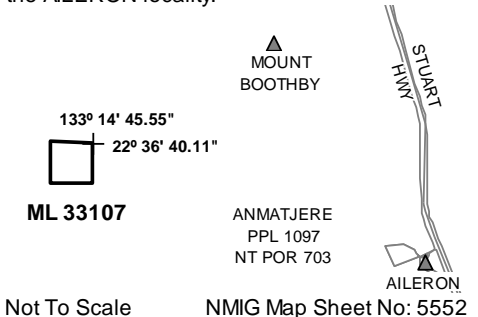 the AILERON locality.
MOUNT
BOOTHBY
STUART
HWY
133º 14' 45.55"
22º 36' 40.11"
ML 33107
ANMATJERE
PPL 1097
NT POR 703
AILERON
Not To Scale
NMIG Map Sheet No: 5552